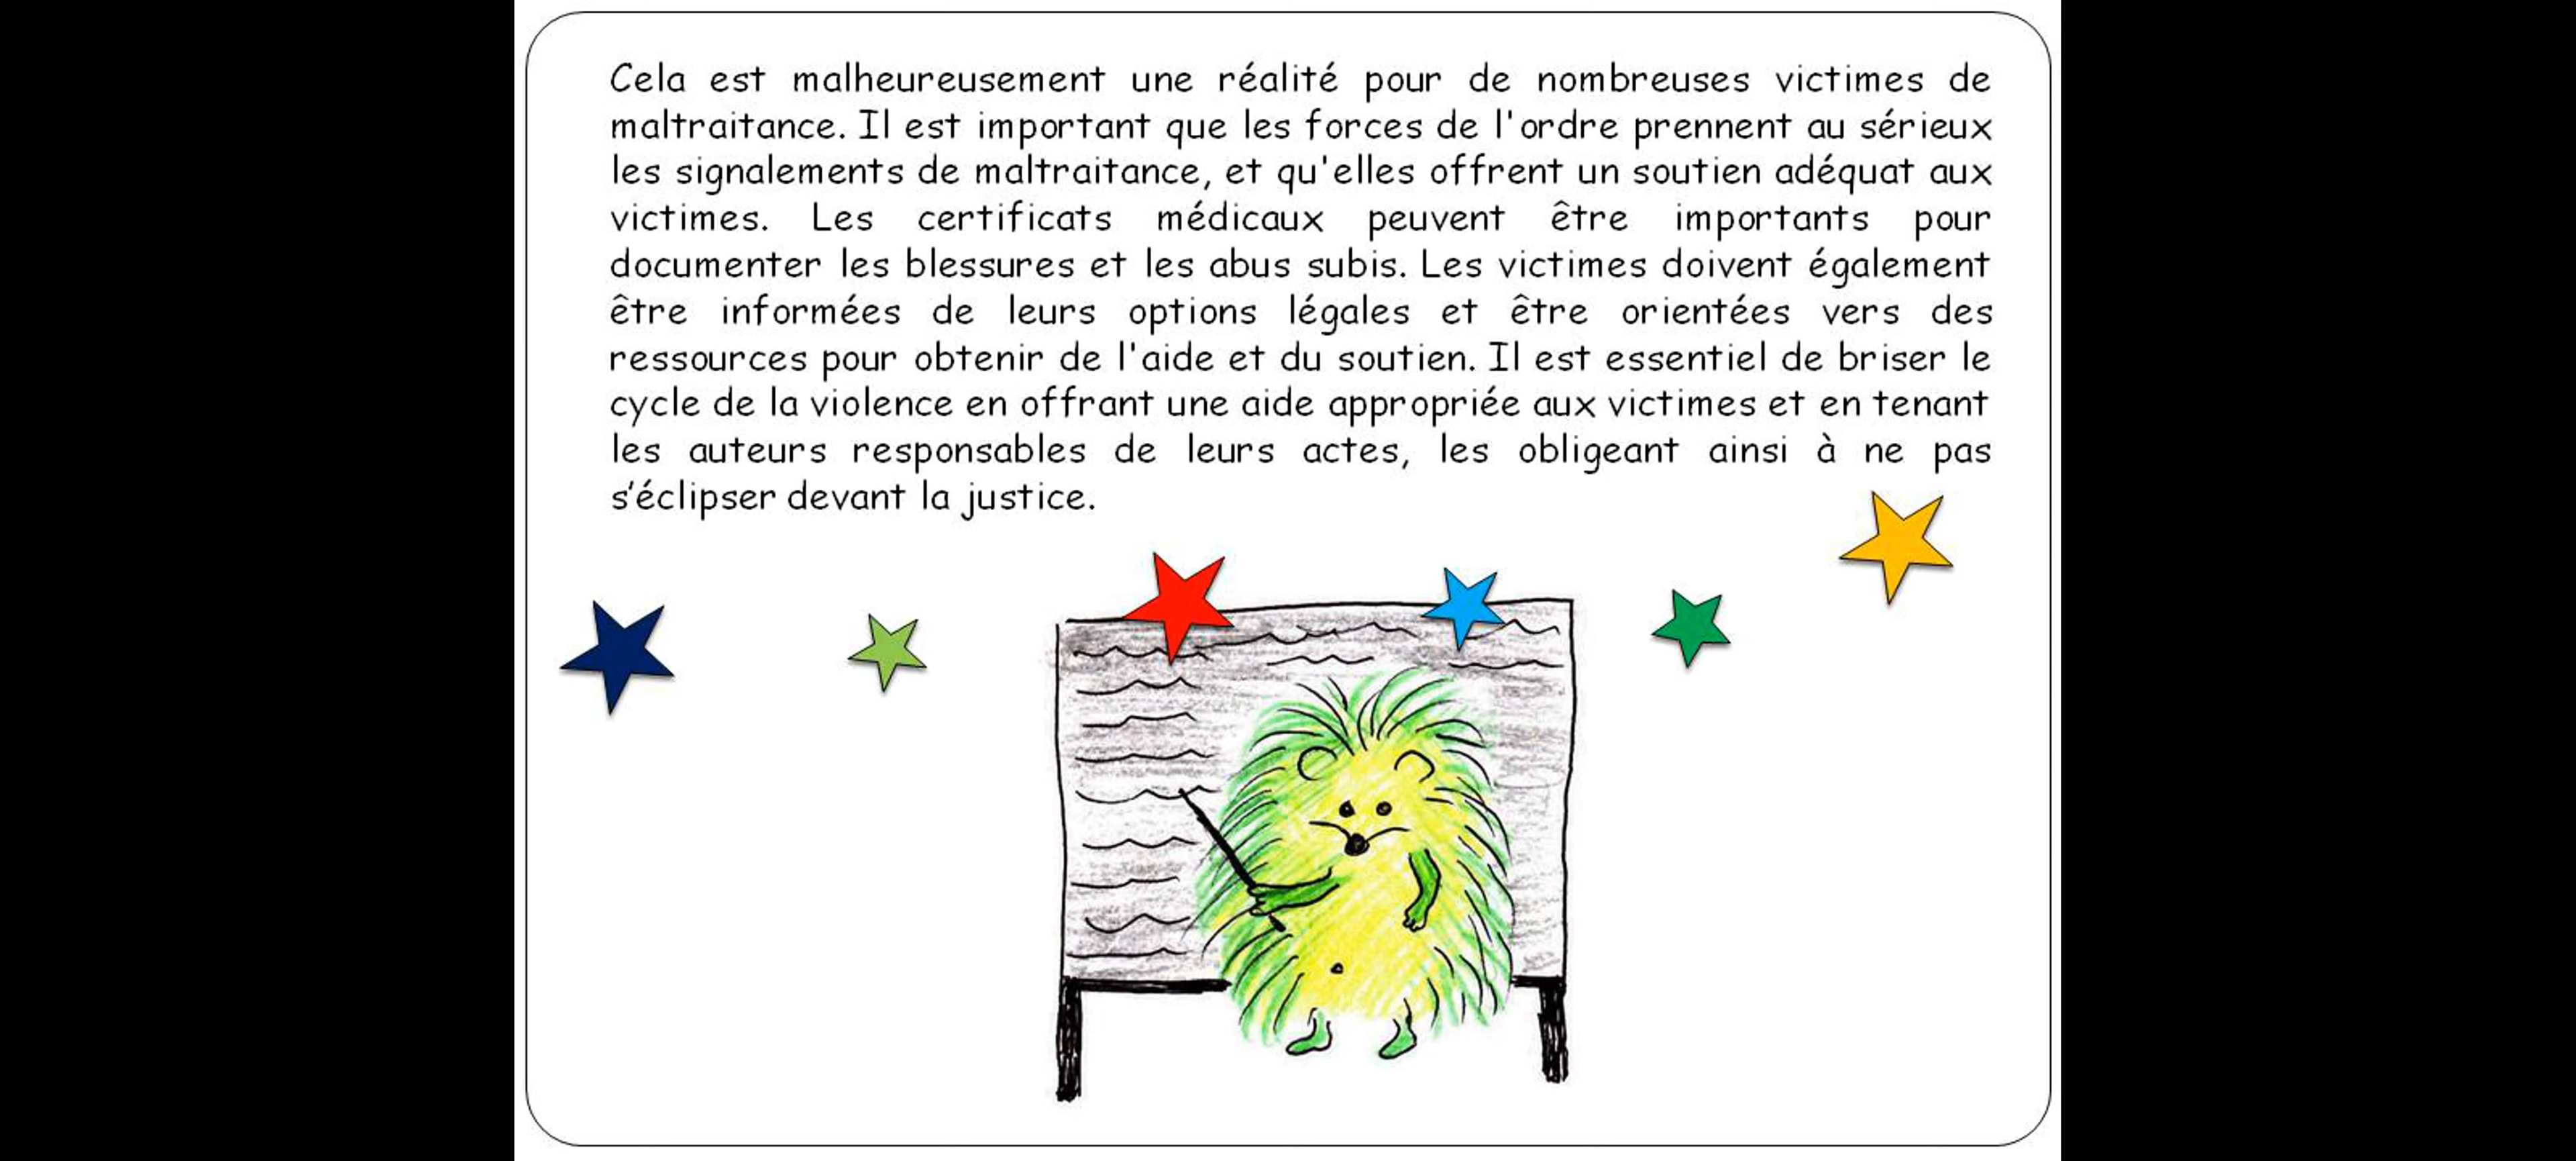 Cela est malheureusement une réalité pour de nombreuses victimes de
maltraitance. Il est important que les forces de l'ordre prennent au sérieux
les signalements de maltraitance, et qu'elles offrent un soutien adéquat aux
victimes. Les certificats médicaux peuvent être importants pour
documenter les blessures et les abus subis. Les victimes doivent également
être informées de leurs options légales et être orientées vers des
ressources pour obtenir de l'aide et du soutien. Il est essentiel de briser le
cycle de la violence en offrant une aide appropriée aux victimes et en tenant
les auteurs responsables de leurs actes, les obligeant ainsi à ne pas
s’éclipser devant la justice.